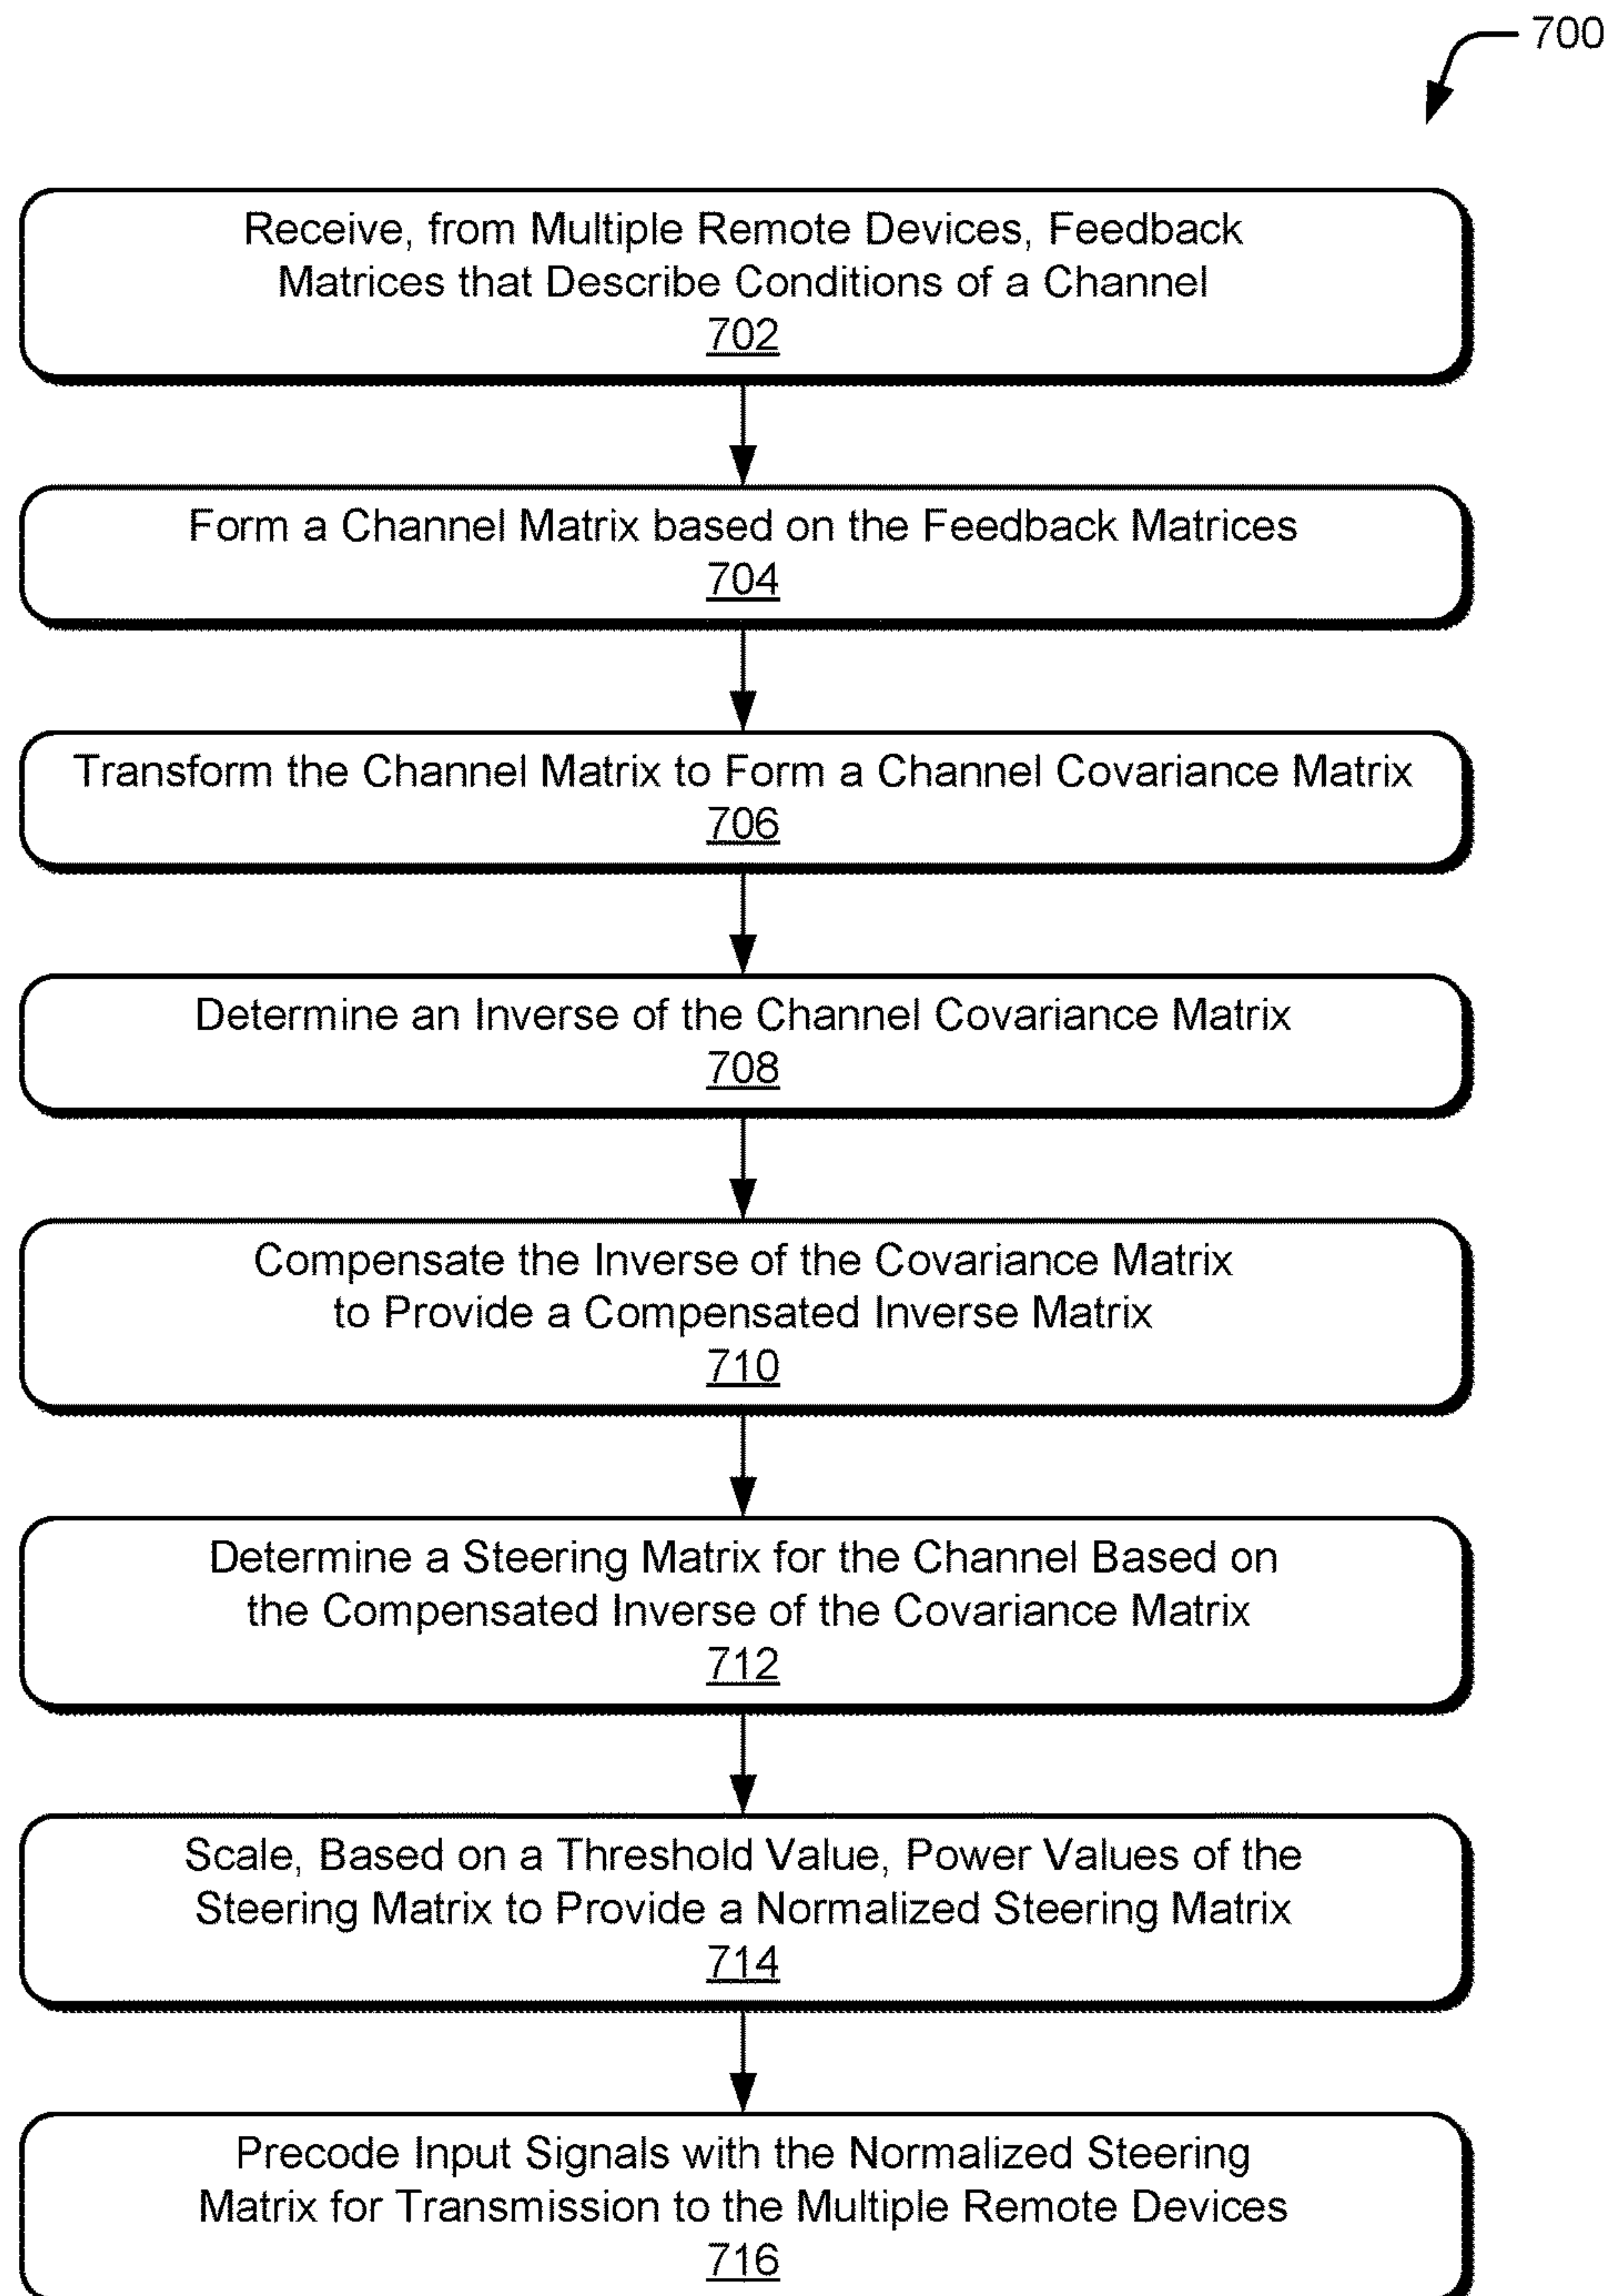 700
Receive, from Multiple Remote Devices, Feedback
Matrices that Describe Conditions of a Channel
702
Form a Channel Matrix based on the Feedback Matrices
704
Transform the Channel Matrix to Form a Channel Covariance Matrix
706
Determine an Inverse of the Channel Covariance Matrix
708
Compensate the Inverse of the Covariance Matrix
to Provide a Compensated Inverse Matrix
710
Determine a Steering Matrix for the Channel Based on
the Compensated Inverse of the Covariance Matrix
712
Scale, Based on a Threshold Value, Power Values of the
Steering Matrix to Provide a Normalized Steering Matrix
714
Precode Input Signals with the Normalized Steering
Matrix for Transmission to the Multiple Remote Devices
716